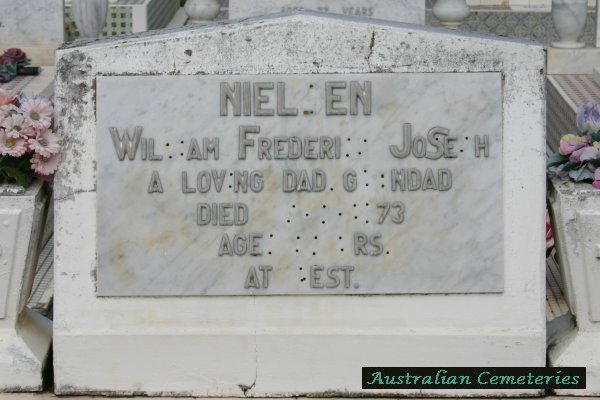 NIEL EN
WIL  AM FREDERI   JOSE H
A LOV NG DAD. G  NDAD
DIED 73
AGE   RS.
AT  EST.
Australian Cemeteries